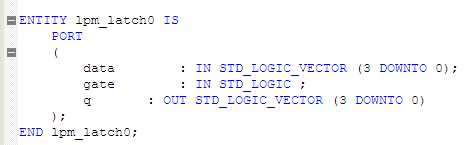 ENTITY lpm_latch0 IS
PORT
(
data : IN STD_LOGIC_VECTOR (3 DOWNTO 0);
gate : IN STD_LOGIC ;
q : OUT STD_LOGIC_VECTOR (3 DOWNTO 0)
);
END lpm_latch0;